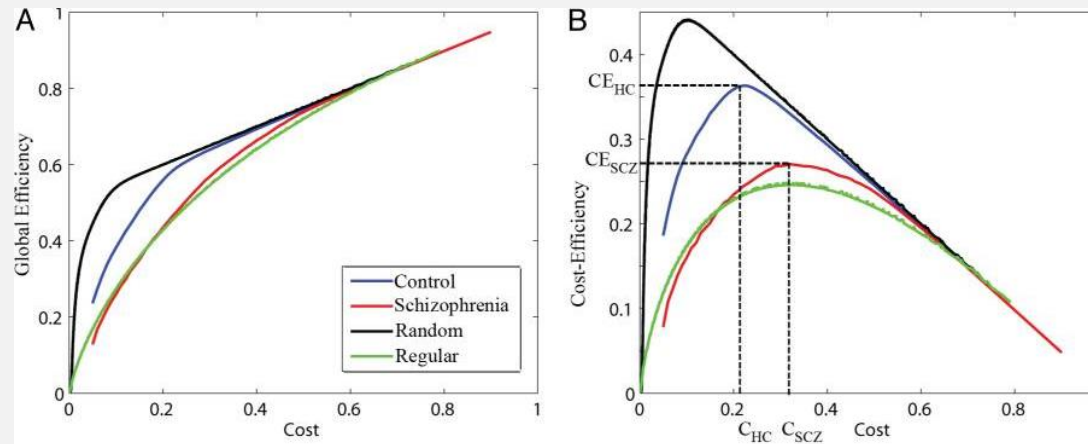 A
1
0.8
0.6
0.4
0.2
0
Global Efficiency
0 0.2 0.4 0.6 0.8 1
Cost
Control
Schizophrenia
Random
Regular
B
0.4
CE_HC
0.3
CE_SCZ
0.2
0.1
0
Cost-Efficiency
0 0.2 0.4 0.6 0.8
C_HC C_SCZ Cost